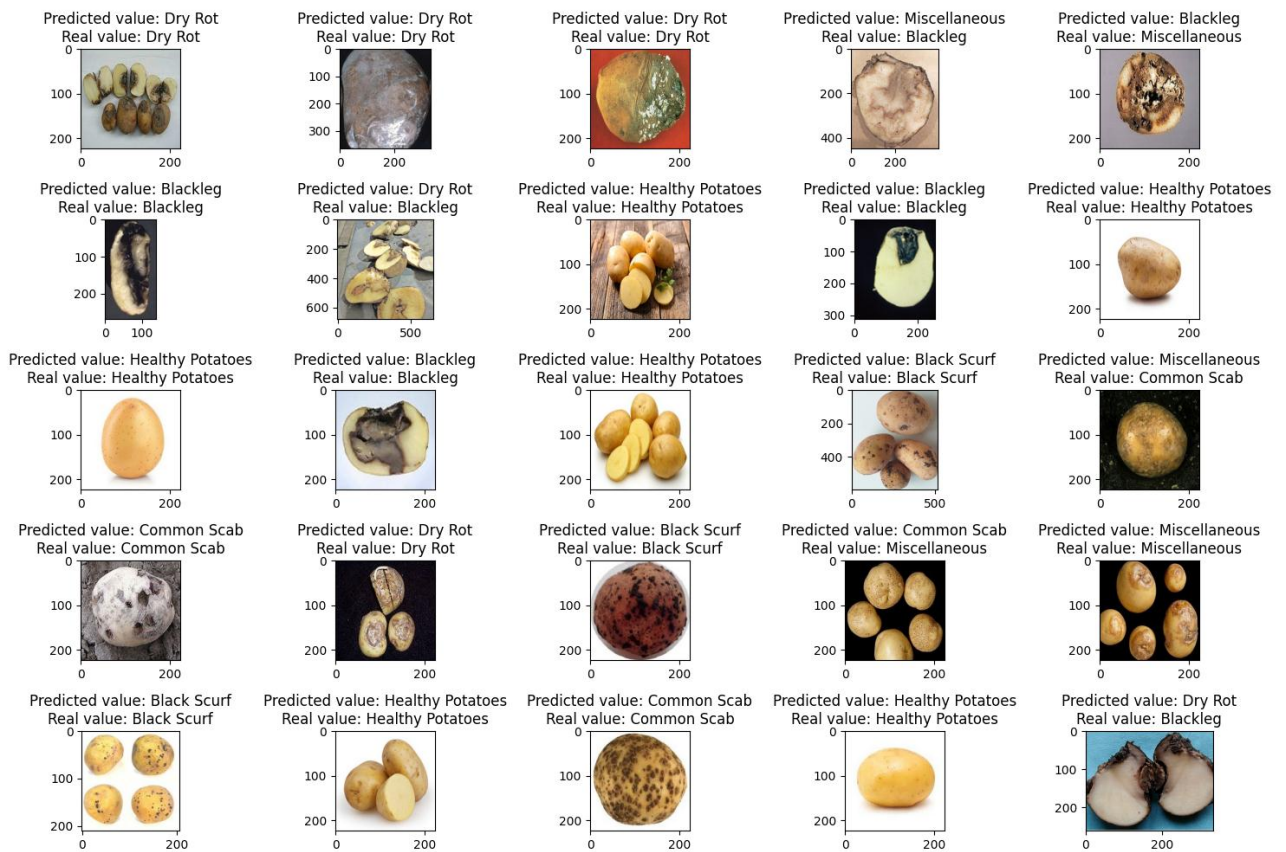 Predicted value: Dry Rot
Real value: Dry Rot
0
100
200
0
200
Predicted value: Dry Rot
Real value: Dry Rot
0
100
200
300
0
200
Predicted value: Dry Rot
Real value: Dry Rot
0
100
200
0
200
Predicted value: Miscellaneous
Real value: Blackleg
0
200
400
0
200
Predicted value: Blackleg
Real value: Miscellaneous
0
100
200
0
200
Predicted value: Blackleg
Real value: Blackleg
0
100
200
0
100
Predicted value: Dry Rot
Real value: Blackleg
0
200
400
600
0
500
Predicted value: Healthy Potatoes
Real value: Healthy Potatoes
0
100
200
0
200
Predicted value: Blackleg
Real value: Blackleg
0
100
200
300
0
200
Predicted value: Healthy Potatoes
Real value: Healthy Potatoes
0
100
200
0
200
Predicted value: Healthy Potatoes
Real value: Healthy Potatoes
0
100
200
0
200
Predicted value: Blackleg
Real value: Blackleg
0
100
200
0
200
Predicted value: Healthy Potatoes
Real value: Healthy Potatoes
0
100
200
0
200
Predicted value: Black Scurf
Real value: Black Scurf
0
200
400
0
500
Predicted value: Miscellaneous
Real value: Common Scab
0
100
200
0
200
Predicted value: Common Scab
Real value: Common Scab
0
100
200
0
200
Predicted value: Dry Rot
Real value: Dry Rot
0
100
200
0
200
Predicted value: Black Scurf
Real value: Black Scurf
0
100
200
0
200
Predicted value: Common Scab
Real value: Miscellaneous
0
100
200
0
200
Predicted value: Miscellaneous
Real value: Miscellaneous
0
100
200
0
200
Predicted value: Black Scurf
Real value: Black Scurf
0
100
200
0
200
Predicted value: Healthy Potatoes
Real value: Healthy Potatoes
0
100
200
0
200
Predicted value: Common Scab
Real value: Common Scab
0
100
200
0
200
Predicted value: Healthy Potatoes
Real value: Healthy Potatoes
0
100
200
0
200
Predicted value: Dry Rot
Real value: Blackleg
0
100
200
0
200